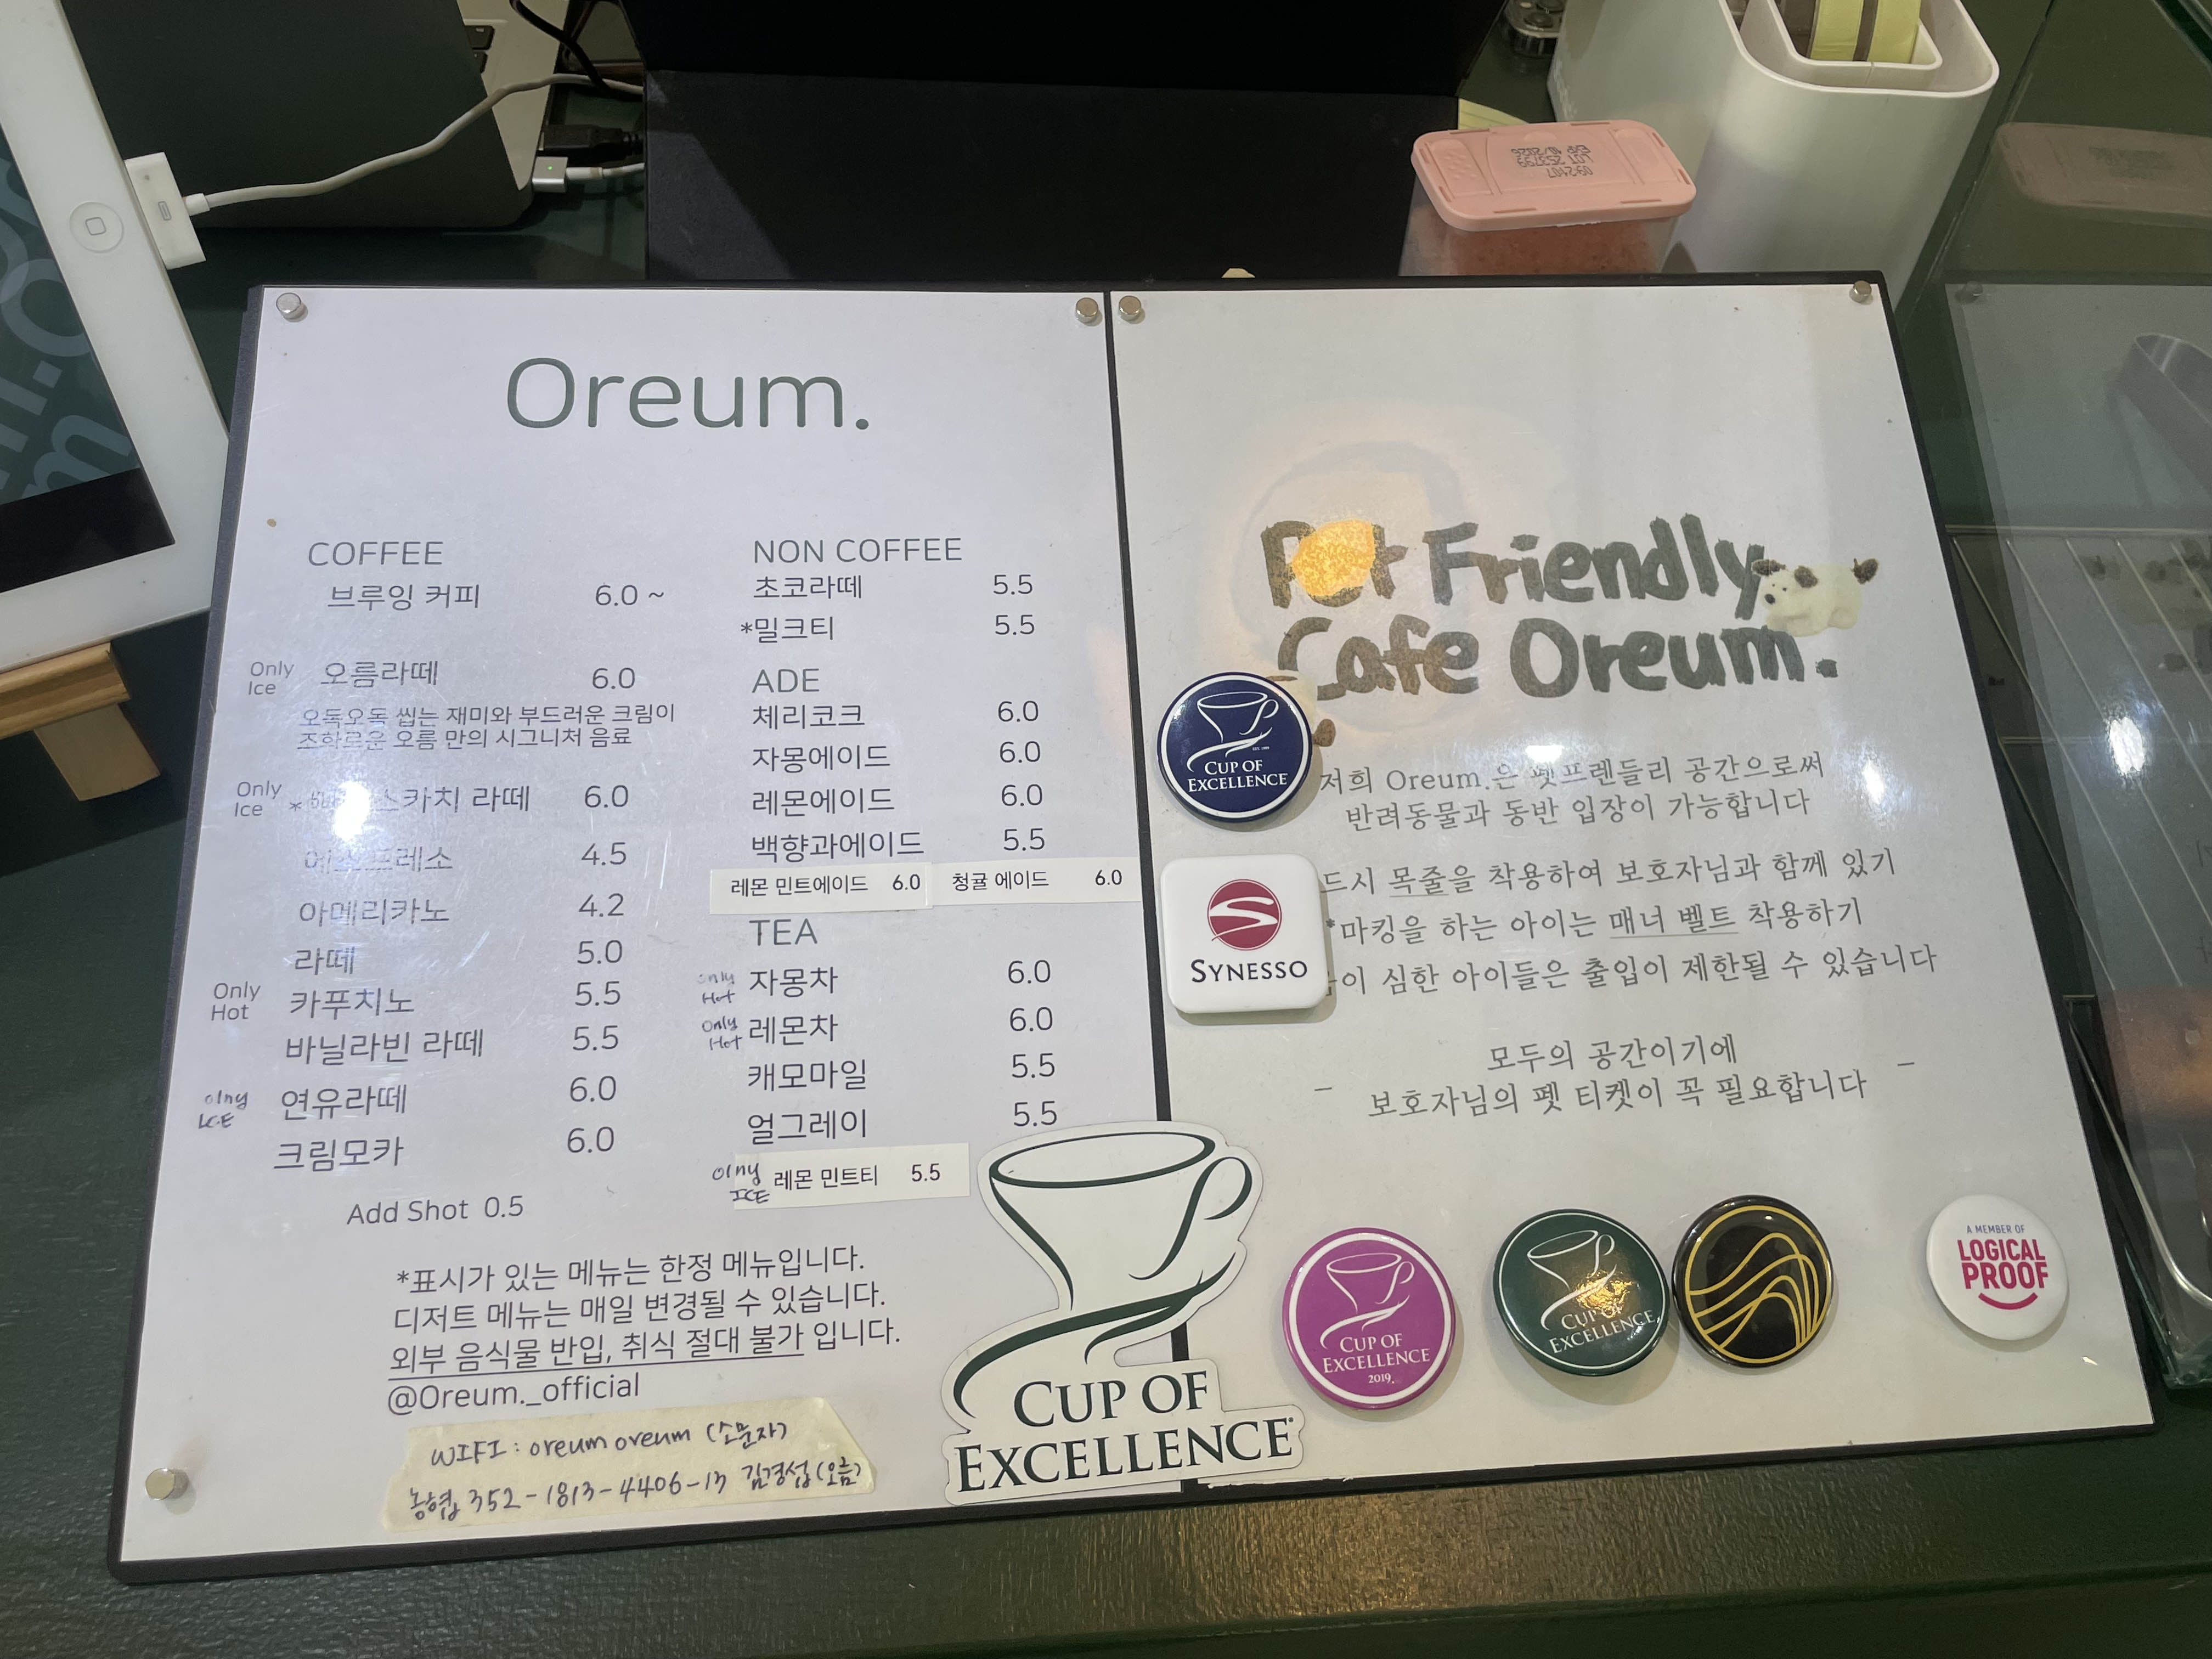 Oreum.
COFFEE
브루잉 커피 6.0 ~
Only Ice 오름라떼 6.0
오독오독 씹는 재미와 부드러운 크림이
조화로운 오름 만의 시그니처 음료
Only Ice * 스카치 라떼 6.0
에스프레소 4.5
아메리카노 4.2
라떼 5.0
Only Hot 카푸치노 5.5
바닐라빈 라떼 5.5
olny ICE 연유라떼 6.0
크림모카 6.0
Add Shot 0.5
NON COFFEE
초코라떼 5.5
*밀크티 5.5
ADE
체리코크 6.0
자몽에이드 6.0
레몬에이드 6.0
백향과에이드 5.5
레몬 민트에이드 6.0 청귤 에이드 6.0
TEA
only Hot 자몽차 6.0
Only Hot 레몬차 6.0
캐모마일 5.5
얼그레이 5.5
olny ICE 레몬 민트티 5.5
*표시가 있는 메뉴는 한정 메뉴입니다.
디저트 메뉴는 매일 변경될 수 있습니다.
외부 음식물 반입, 취식 절대 불가 입니다.
@Oreum._official
WIFI : oreum oreum (소문자)
농협 352-1813-4406-13 김경섭 (오름)
CUP OF
EXCELLENCE
Pet Friendly
Cafe Oreum.
저희 Oreum.은 펫프렌들리 공간으로써
반려동물과 동반 입장이 가능합니다
드시 목줄을 착용하여 보호자님과 함께 있기
*마킹을 하는 아이는 매너 벨트 착용하기
이 심한 아이들은 출입이 제한될 수 있습니다
모두의 공간이기에
- 보호자님의 펫 티켓이 꼭 필요합니다 -
CUP OF
EXCELLENCE
SYNESSO
CUP OF
EXCELLENCE
2019.
CUP OF
EXCELLENCE
A MEMBER OF
LOGICAL
PROOF